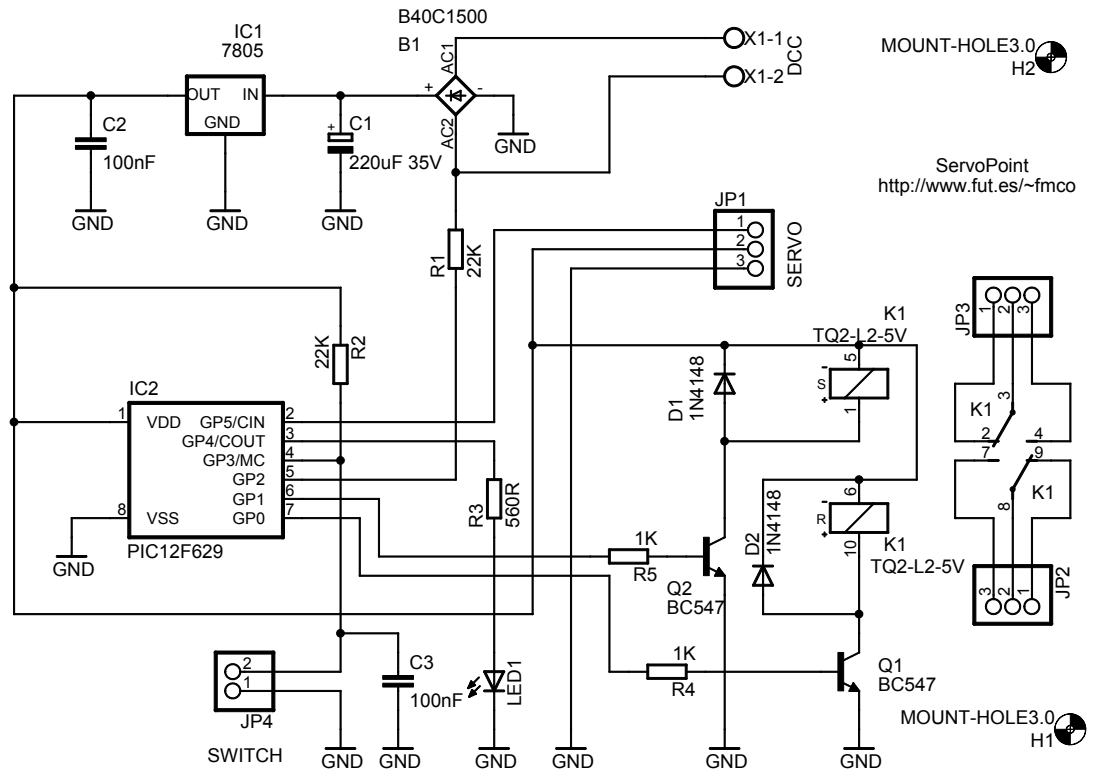 B40C1500
B1
IC1
7805
OUT
IN
GND
C2
100nF
C1
+
220uF 35V
AC1
AC2
+
-
GND
GND
GND
GND
X1-1
X1-2
DCC
MOUNT-HOLE3.0
H2
ServoPoint
http://www.fut.es/~fmco
JP1
1
2
3
SERVO
R1
22K
22K
R2
IC2
1
VDD
8
VSS
GP5/CIN
2
GP4/COUT
3
GP3/MC
4
GP2
5
GP1
6
GP0
7
PIC12F629
GND
R3
560R
LED1
K1
TQ2-L2-5V
D1
1N4148
5
-
S
+
1
D2
1N4148
6
-
R
+
10
K1
TQ2-L2-5V
1K
R5
Q2
BC547
1K
R4
Q1
BC547
JP3
1
2
3
K1
3
2
4
7
9
8
K1
JP2
3
2
1
2
1
JP4
SWITCH
C3
100nF
GND
GND
GND
GND
GND
GND
MOUNT-HOLE3.0
H1